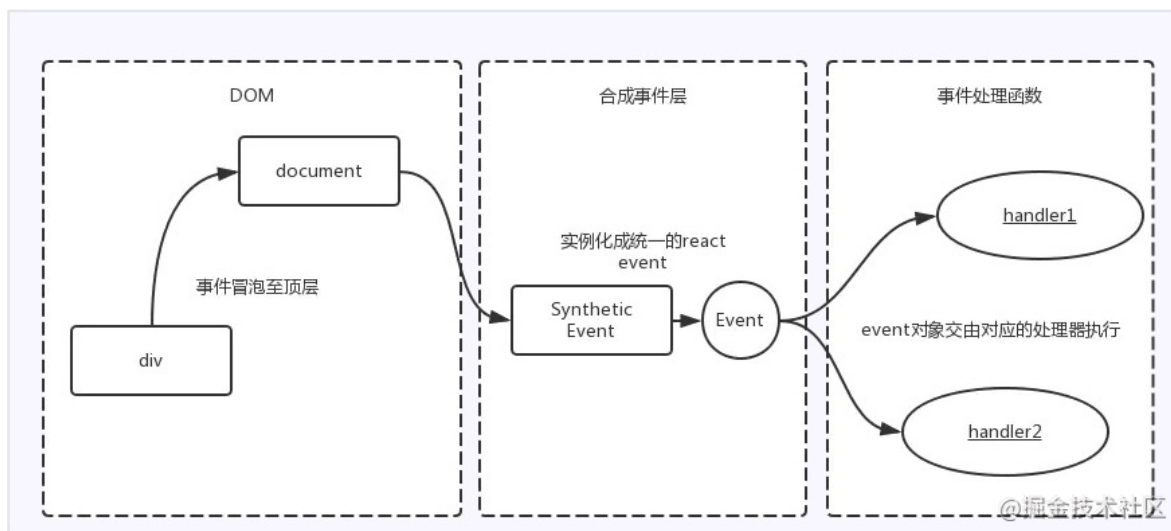 DOM
合成事件层
事件处理函数
document
handler1
实例化成统一的react
event
事件冒泡至顶层
Synthetic
Event
Event
event对象交由对应的处理器执行
div
handler2
@掘金技术社区